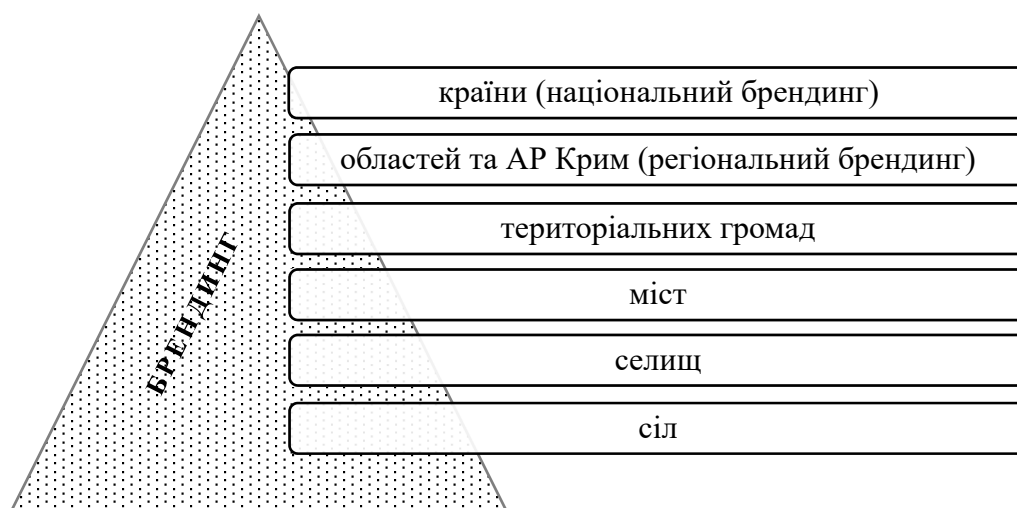 країни (національний брендинг)
областей та АР Крим (регіональний брендинг)
територіальних громад
міст
селищ
сіл
БРЕНДИНГ